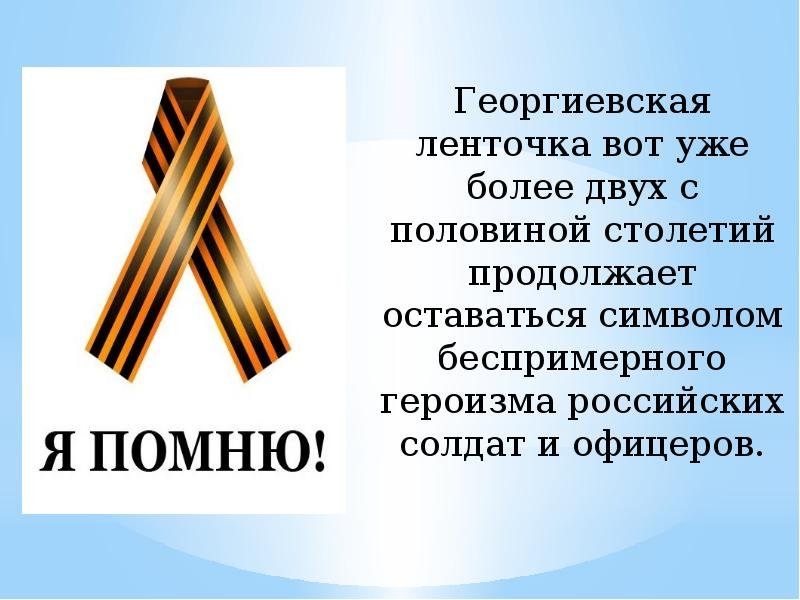 Я ПОМНЮ!
Георгиевская
ленточка вот уже
более двух с
половиной столетий
продолжает
оставаться символом
беспримерного
героизма российских
солдат и офицеров.